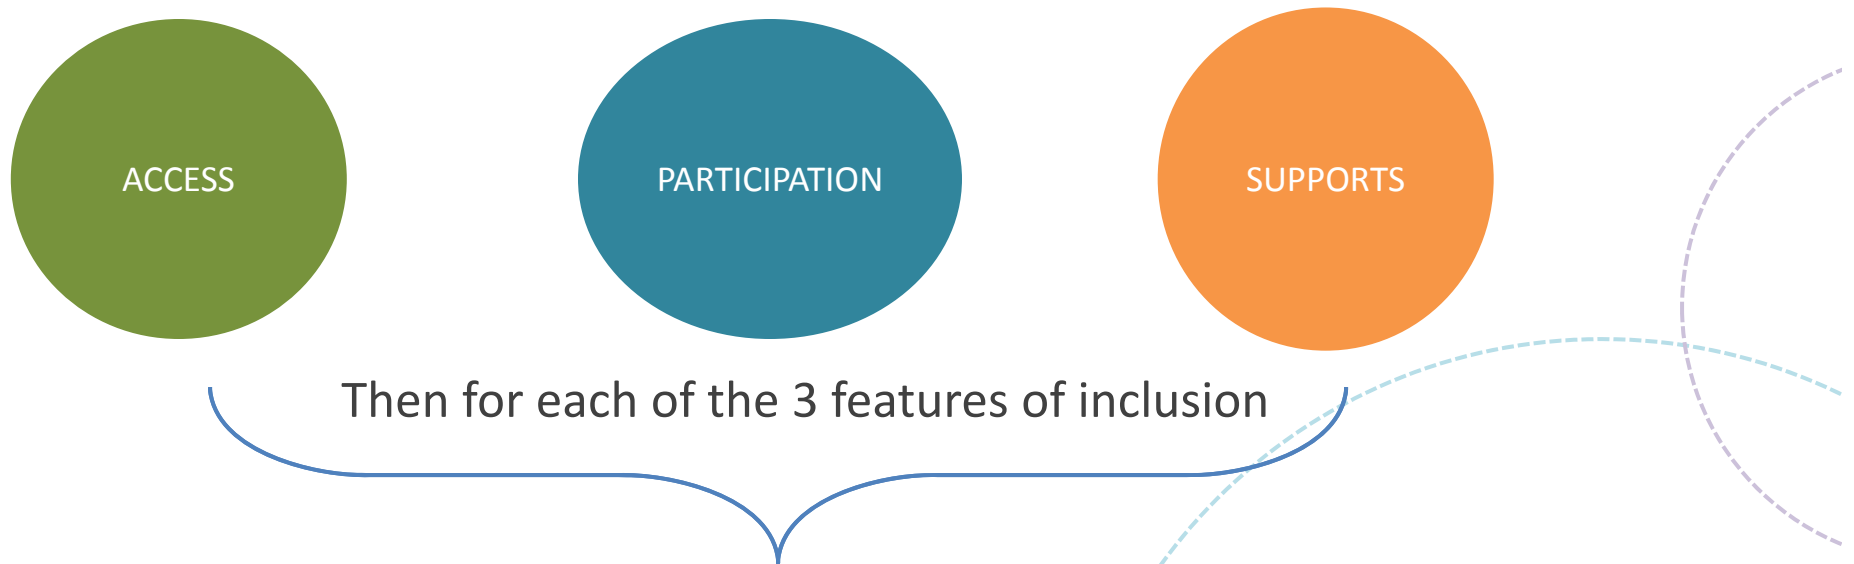 ACCESS
PARTICIPATION
SUPPORTS
Then for each of the 3 features of inclusion